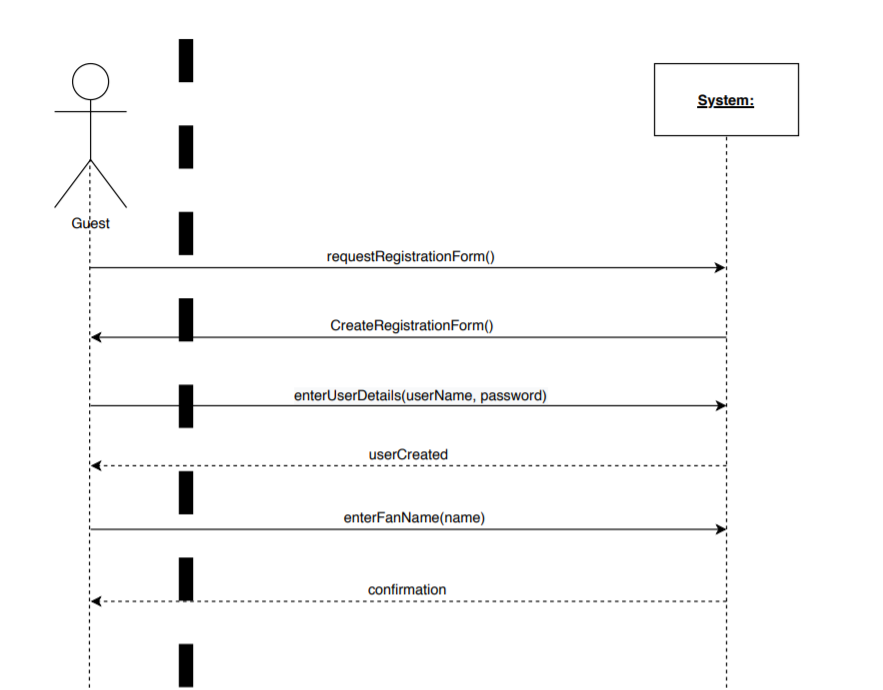 System:
Guest
requestRegistrationForm()
CreateRegistrationForm()
enterUserDetails(userName, password)
userCreated
enterFanName(name)
confirmation